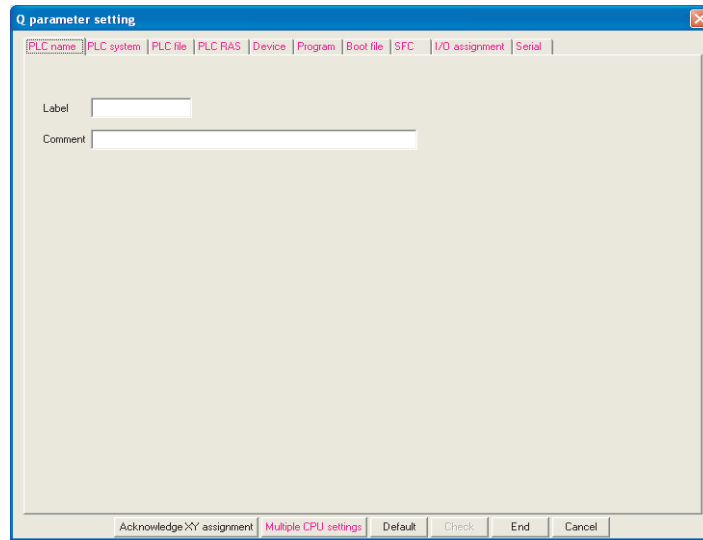 Q parameter setting
PLC name PLC system PLC file PLC RAS Device Program Boot file SFC I/O assignment Serial
Label
Comment
Acknowledge XY assignment Multiple CPU settings Default Check End Cancel